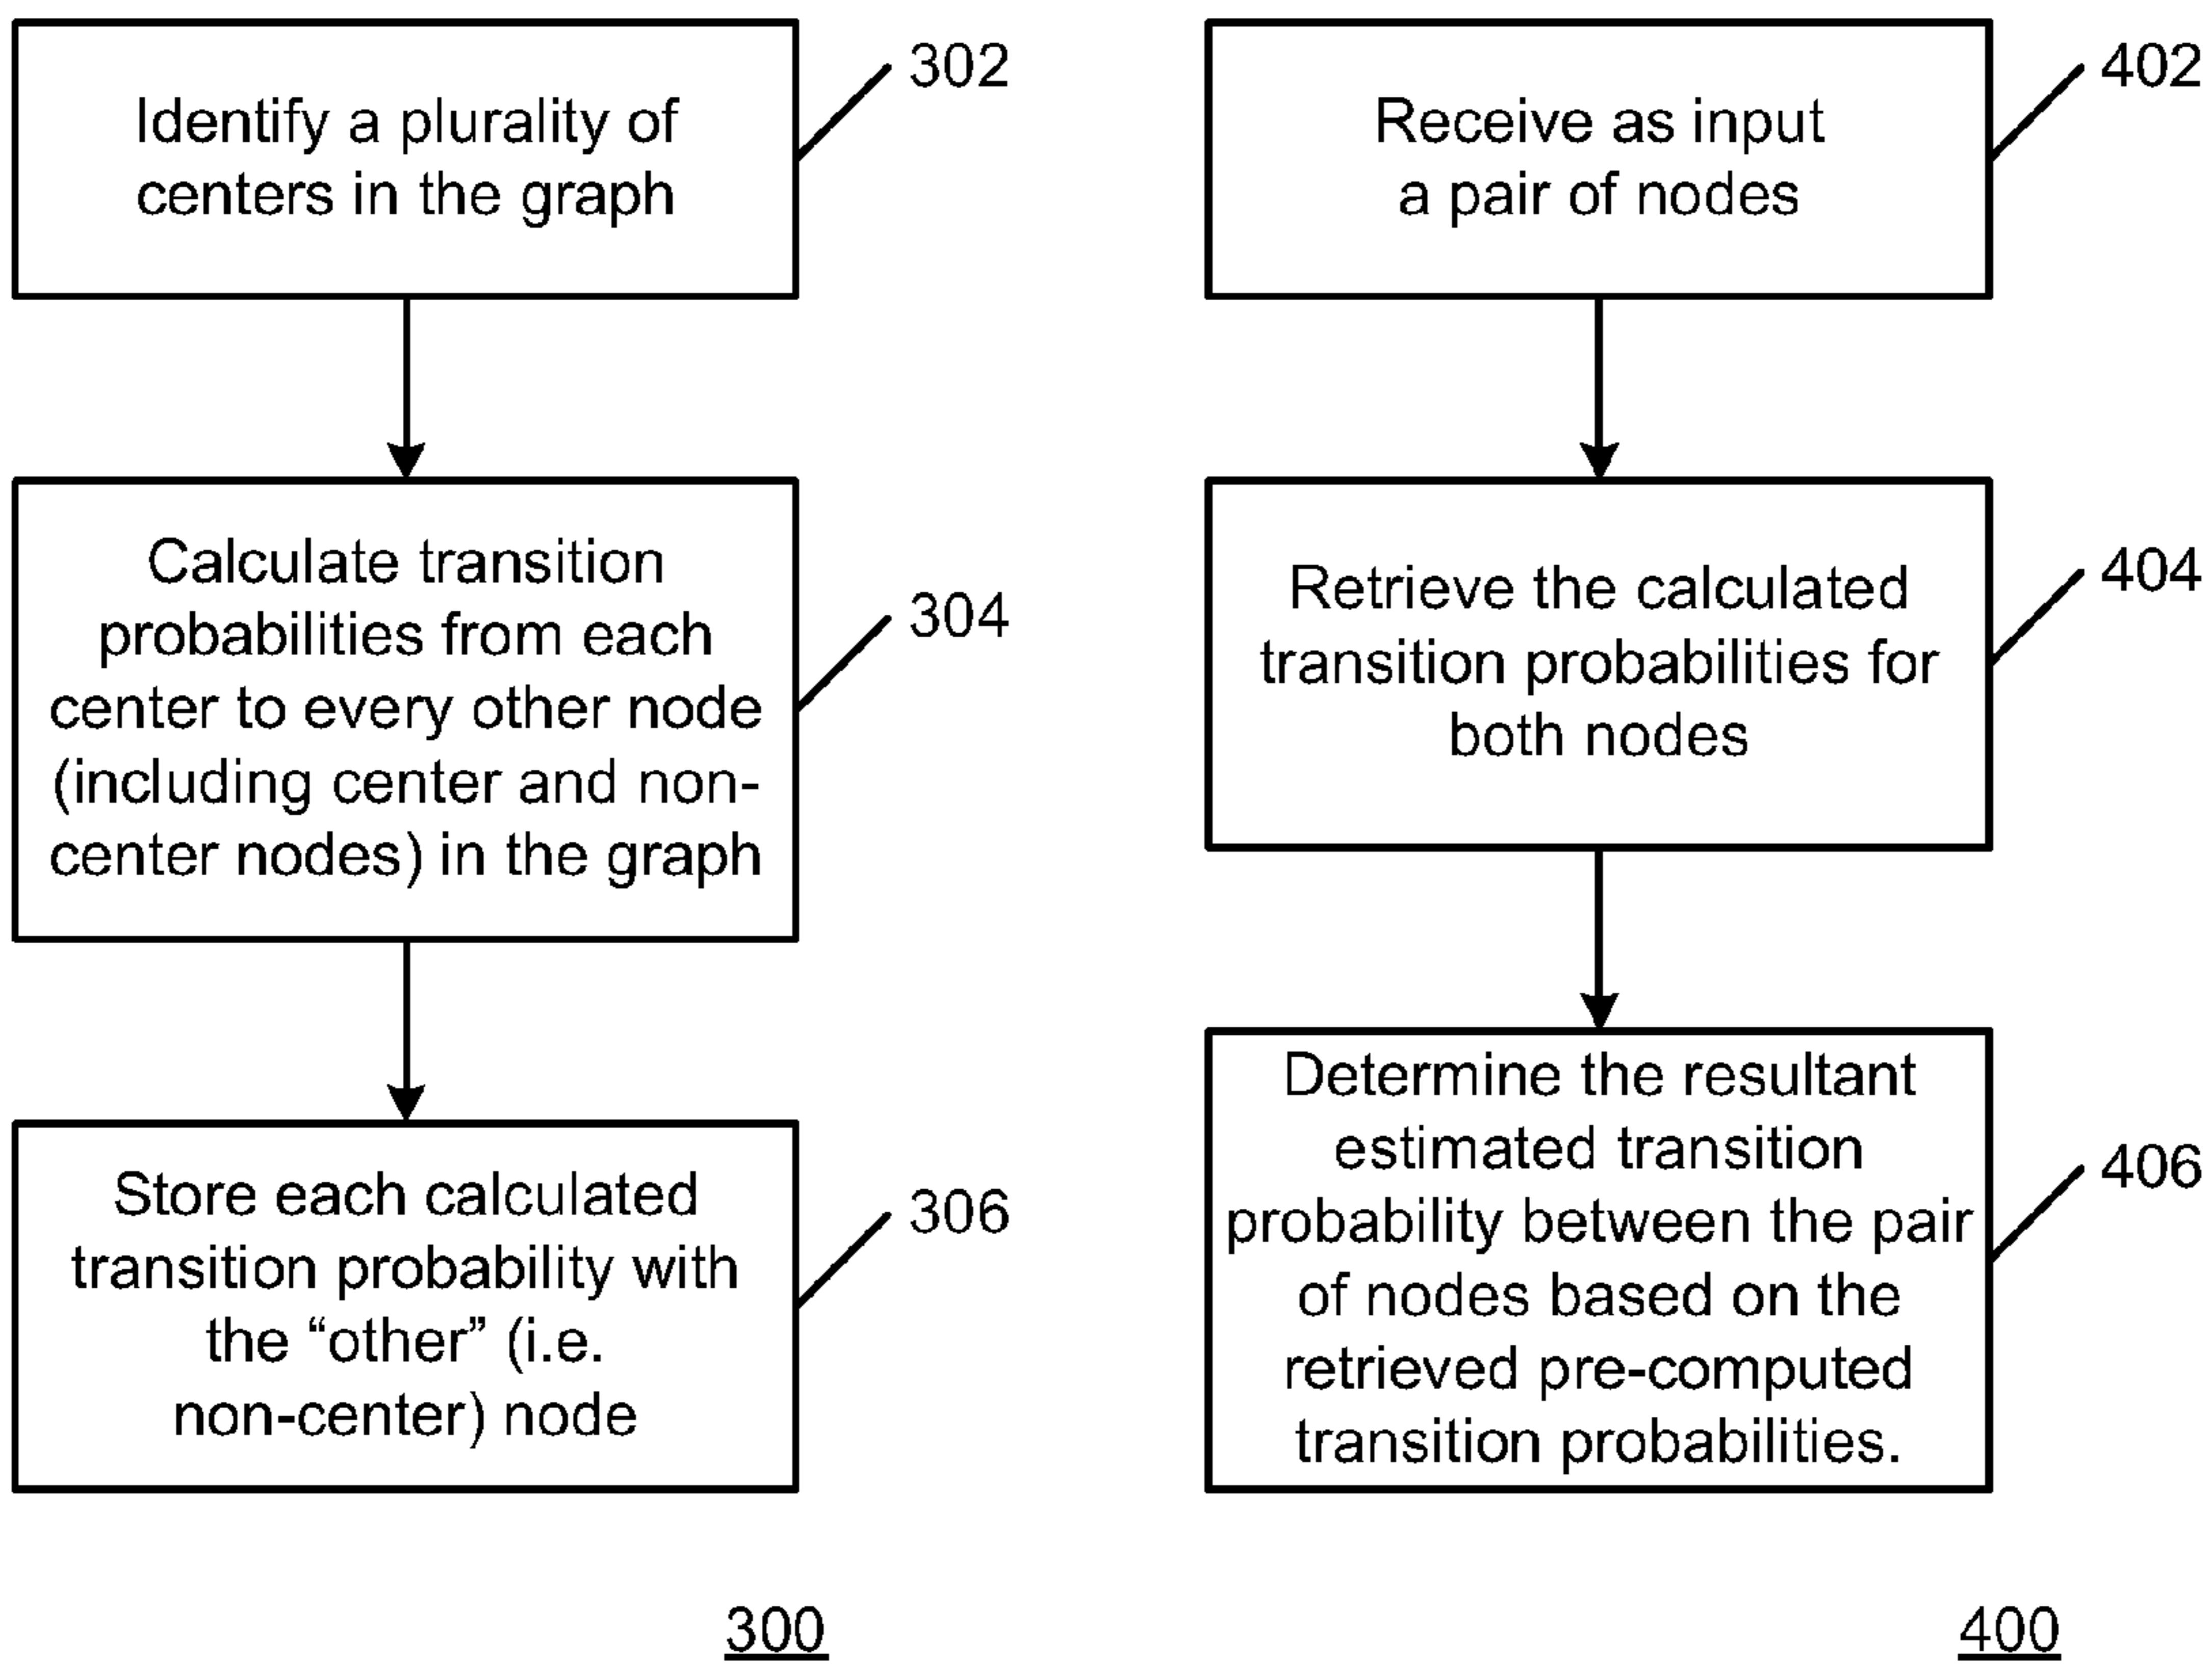 Identify a plurality of
centers in the graph
302
Calculate transition
probabilities from each
center to every other node
(including center and non-
center nodes) in the graph
304
Store each calculated
transition probability with
the “other” (i.e.
non-center) node
306
300
Receive as input
a pair of nodes
402
Retrieve the calculated
transition probabilities for
both nodes
404
Determine the resultant
estimated transition
probability between the pair
of nodes based on the
retrieved pre-computed
transition probabilities.
406
400